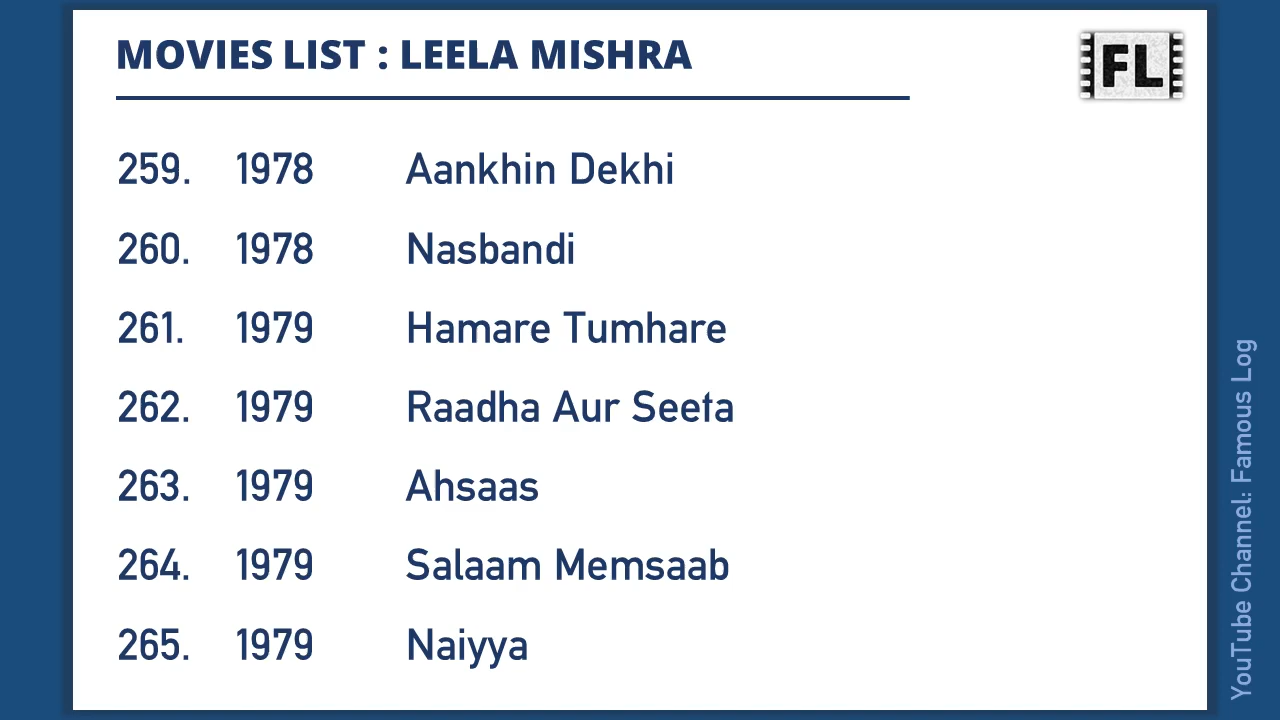 MOVIES LIST : LEELA MISHRA
FL
259. 1978 Aankhin Dekhi
260. 1978 Nasbandi
261. 1979 Hamare Tumhare
262. 1979 Raadha Aur Seeta
263. 1979 Ahsaas
264. 1979 Salaam Memsaab
265. 1979 Naiyya
YouTube Channel: Famous Log